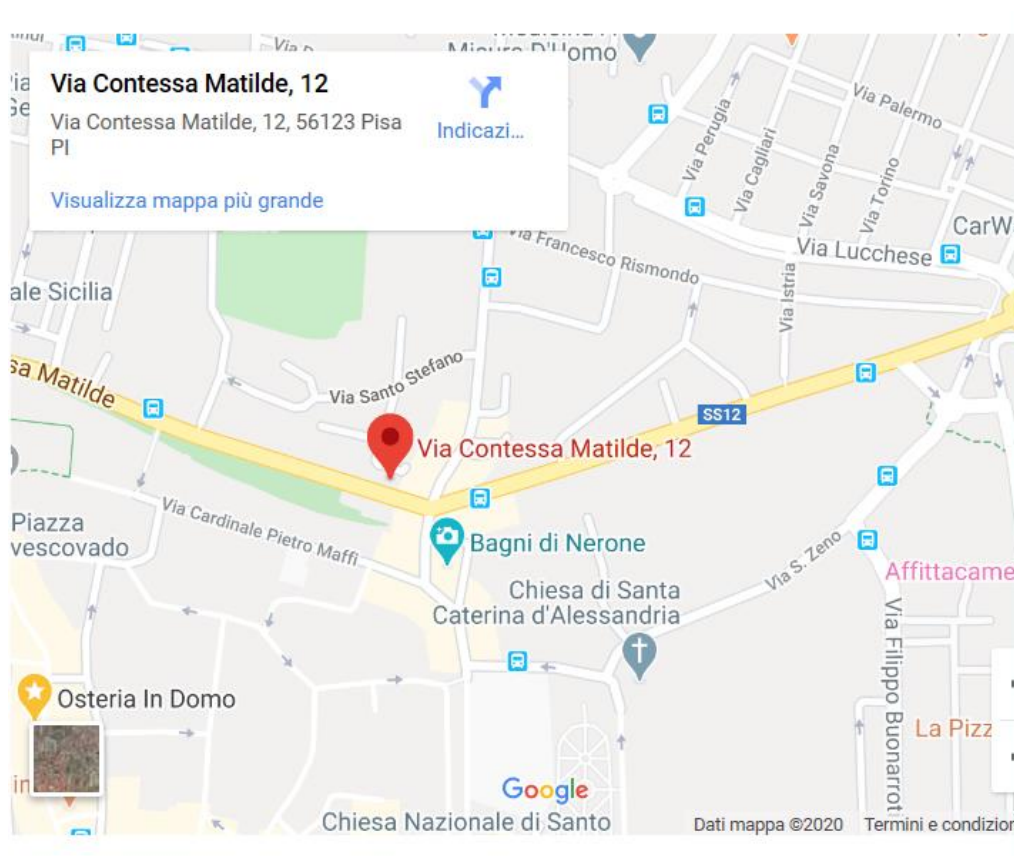 Via Contessa Matilde, 12
Via Contessa Matilde, 12, 56123 Pisa
PI
Indicazi...
Visualizza mappa più grande
Misura D'Uomo
Via Palermo
Via Perugia
Via Cagliari
Via Savona
Via Torino
CarW
Via Lucchese
Via Francesco Rismondo
Via Istria
ale Sicilia
Via Santo Stefano
sa Matilde
SS12
Via Contessa Matilde, 12
Via Cardinale Pietro Maffi
Piazza
vescovado
Bagni di Nerone
Via S. Zeno
Affittacame
Chiesa di Santa
Caterina d'Alessandria
Via Filippo Buonarrot
Osteria In Domo
La Pizz
in
Google
Chiesa Nazionale di Santo
Dati mappa ©2020
Termini e condizion